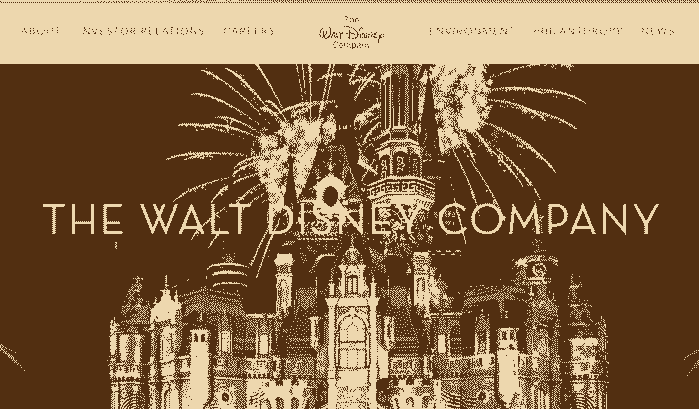 ABOUT INVESTOR RELATIONS CAREERS The Walt Disney Company ENVIRONMENT PHILANTHROPY NEWS
THE WALT DISNEY COMPANY